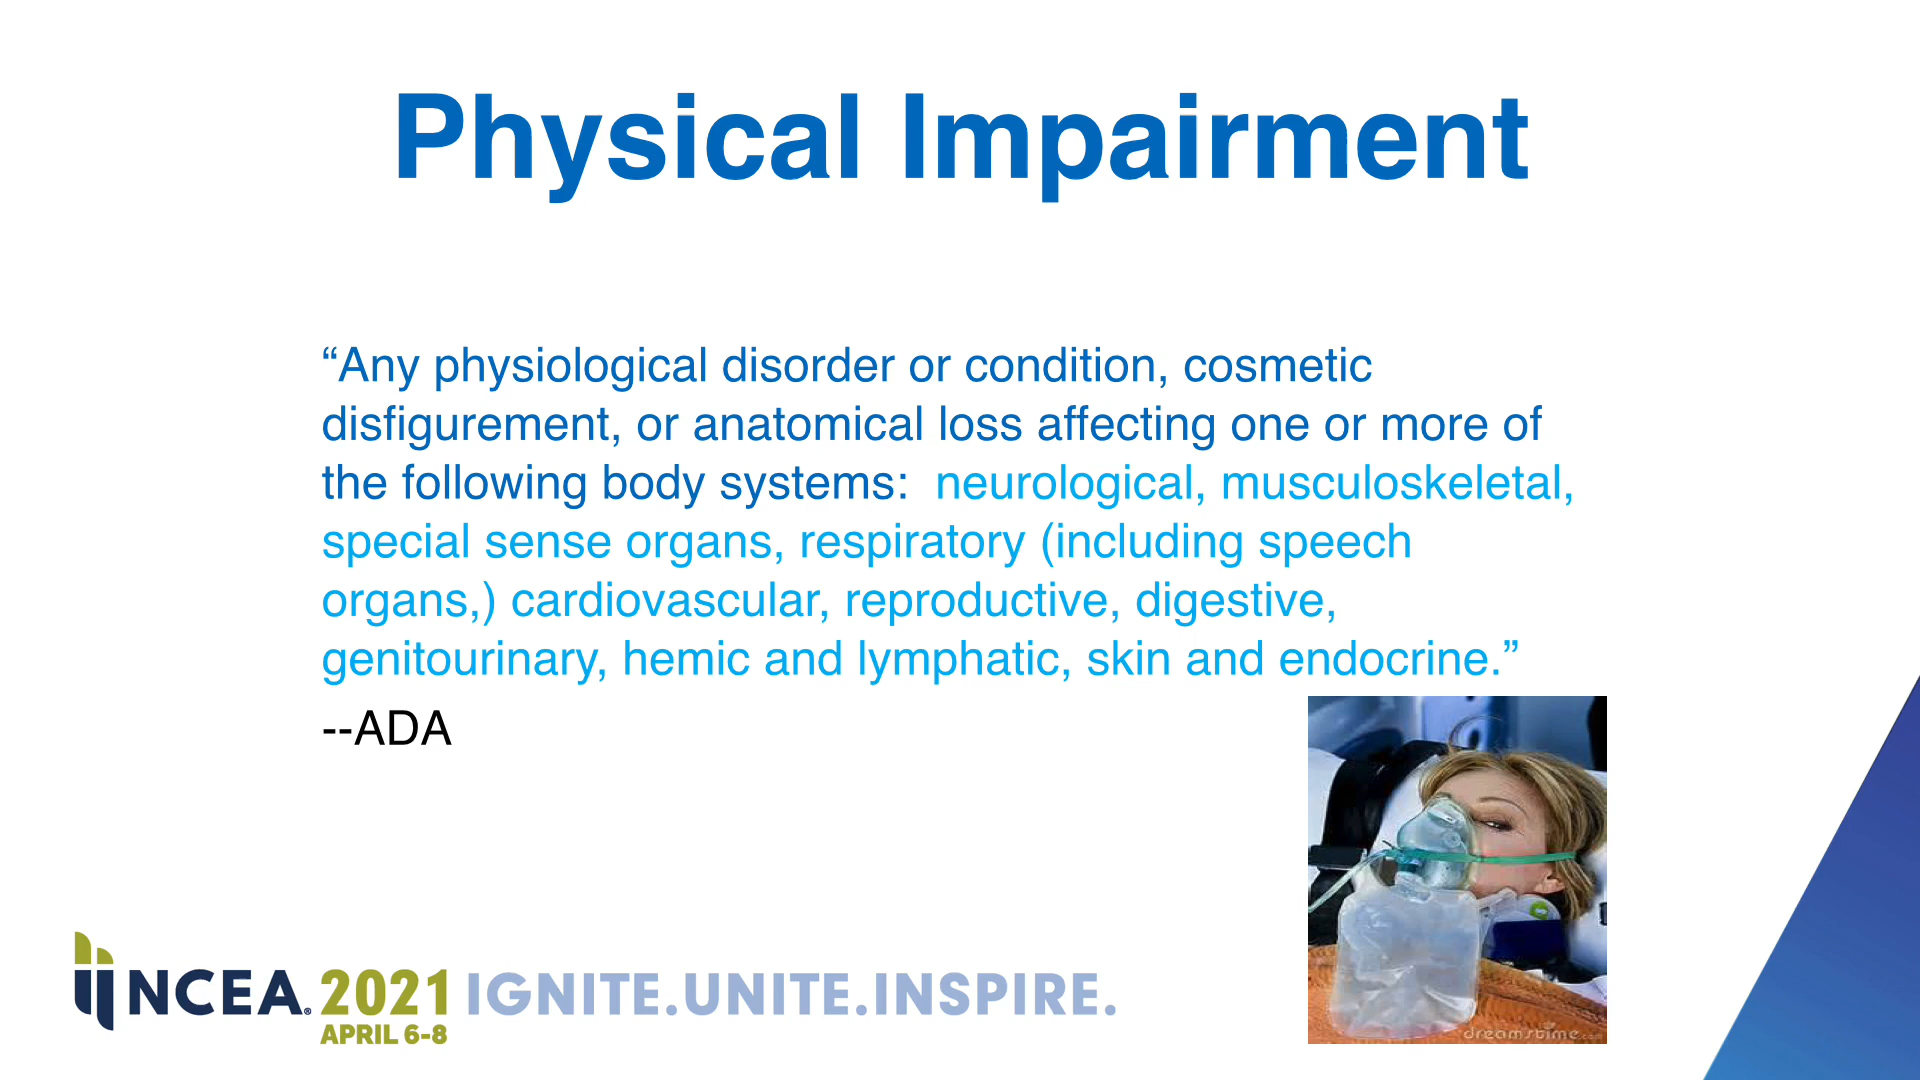 Physical Impairment
“Any physiological disorder or condition, cosmetic
disfigurement, or anatomical loss affecting one or more of
the following body systems:  neurological, musculoskeletal,
special sense organs, respiratory (including speech
organs,) cardiovascular, reproductive, digestive,
genitourinary, hemic and lymphatic, skin and endocrine.”
--ADA
NCEA® 2021 IGNITE.UNITE.INSPIRE.
APRIL 6-8
dreamstime.com